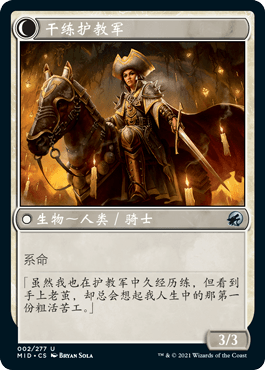 干练护教军
生物～人类／骑士
系命
「虽然我也在护教军中久经历练，但看到
手上老茧，却总会想起我人生中的那第一
份粗活苦工。」
3/3
002/277 U
MID • CS BRYAN SOLA
™ & © 2021 Wizards of the Coast